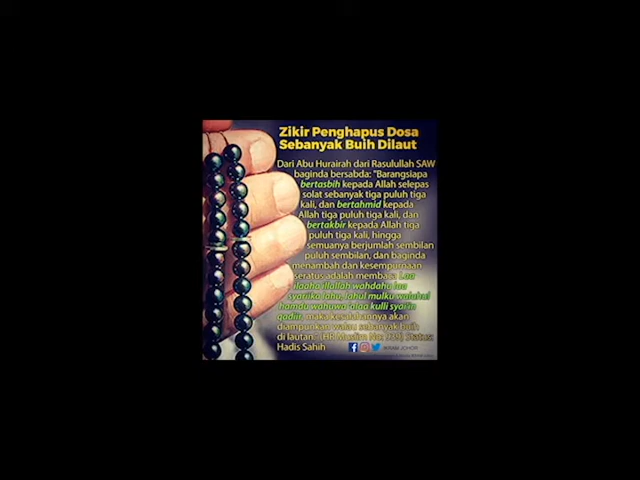 Zikir Penghapus Dosa
Sebanyak Buih Dilaut
Dari Abu Hurairah dari Rasulullah SAW
baginda bersabda: "Barangsiapa
bertasbih kepada Allah selepas
solat sebanyak tiga puluh tiga
kali, dan bertahmid kepada
Allah tiga puluh tiga kali, dan
bertakbir kepada Allah tiga
puluh tiga kali, hingga
semuanya berjumlah sembilan
puluh sembilan, dan baginda
menambah dan kesempurnaan
seratus adalah membaca Laa
ilaaha illallah wahdahu laa
syariika lahu, lahul mulku walahul
hamdu wahuwa 'alaa kulli syai'in
qadiir, maka kesalahannya akan
diampunkan walau sebanyak buih
di lautan." (HR Muslim No: 939) Status:
Hadis Sahih